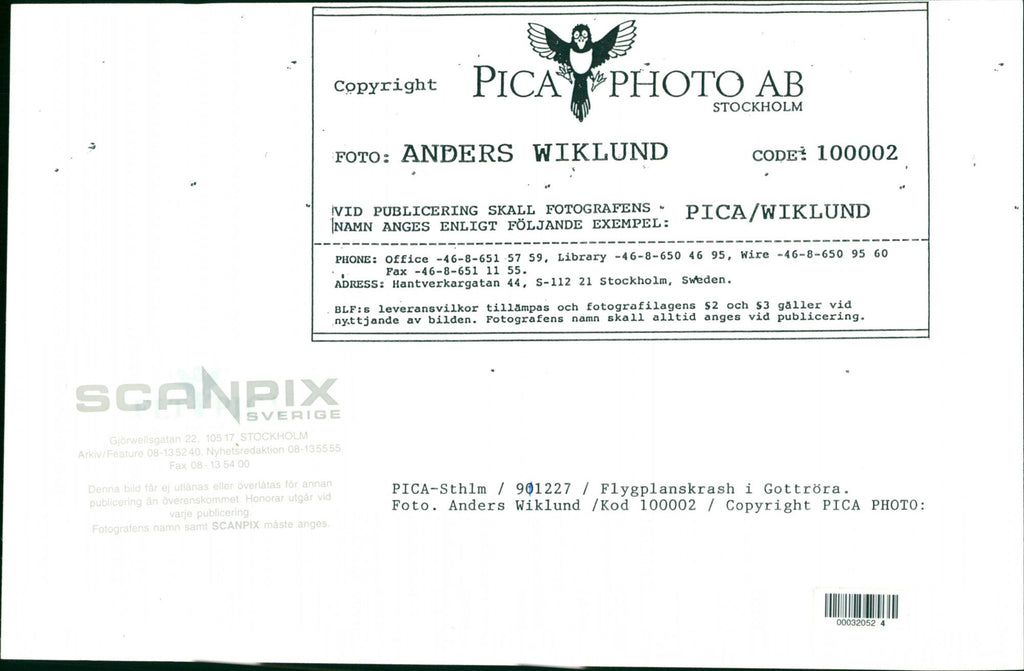 Copyright PICA PHOTO AB
STOCKHOLM
FOTO: ANDERS WIKLUND CODE: 100002
VID PUBLICERING SKALL FOTOGRAFENS PICA/WIKLUND
NAMN ANGES ENLIGT FÖLJANDE EXEMPEL:
PHONE: Office -46-8-651 57 59, Library -46-8-650 46 95, Wire -46-8-650 95 60
Fax -46-8-651 11 55.
ADRESS: Hantverkargatan 44, S-112 21 Stockholm, Sweden.
BLF:s leveransvilkor tillämpas och fotografilagens §2 och §3 gäller vid
nyttjande av bilden. Fotografens namn skall alltid anges vid publicering.
SCANPIX
SVERIGE
Gjörwellsgatan 22, 105 17 STOCKHOLM
Arkiv/Feature 08-13 52 40. Nyhetsredaktion 08-13 55 55
Fax 08-13 54 00
Denna bild får ej utlånas eller överlåtas för annan
publicering än överenskommet. Honorar utgår vid
varje publicering.
Fotografens namn samt SCANPIX måste anges.
PICA-Sthlm / 911227 / Flygplanskrash i Gottröra.
Foto. Anders Wiklund /Kod 100002 / Copyright PICA PHOTO:
00032052 4